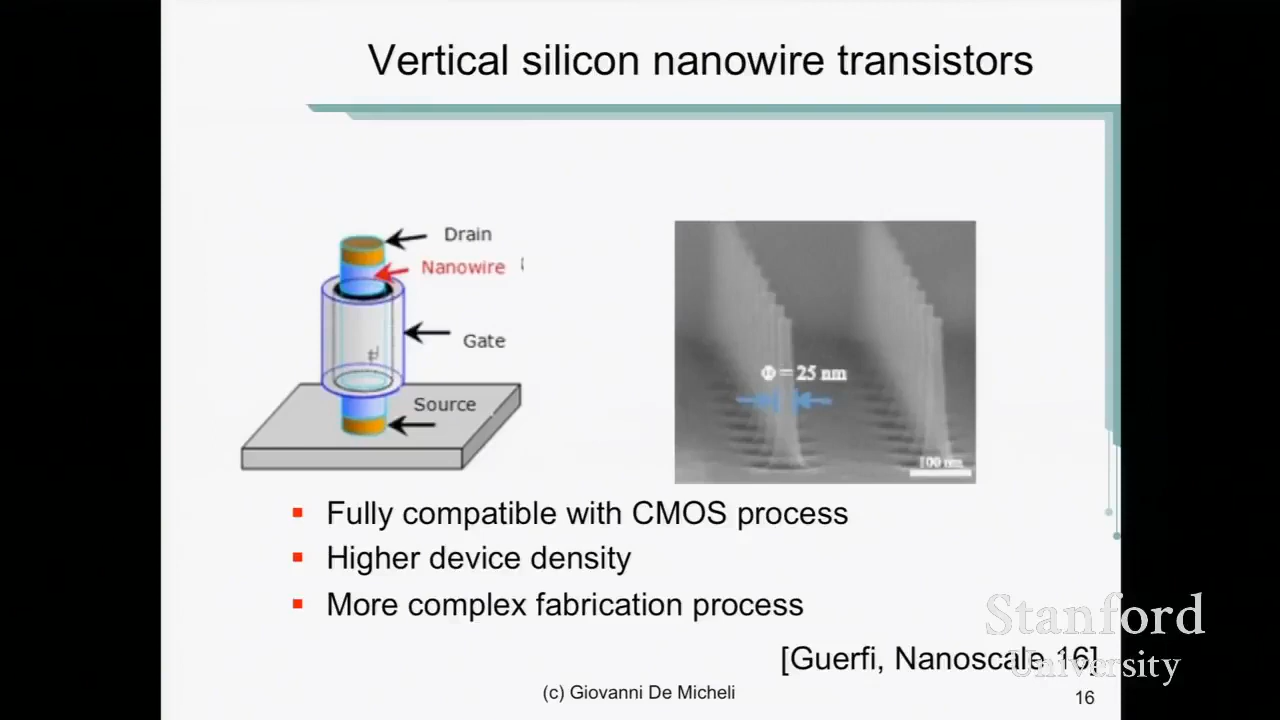 Vertical silicon nanowire transistors
Drain
Nanowire
Gate
Source
Φ = 25 nm
100 nm
Fully compatible with CMOS process
Higher device density
More complex fabrication process
[Guerfi, Nanoscale 16]
Stanford
University
(c) Giovanni De Micheli
16